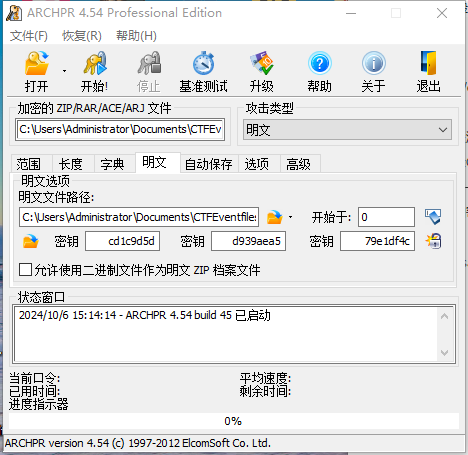 ARCHPR 4.54 Professional Edition
文件(F) 恢复(R) 帮助(H)
打开 开始! 停止 基准测试 升级 帮助 关于 退出
加密的 ZIP/RAR/ACE/ARJ 文件 攻击类型
C:\Users\Administrator\Documents\CTFEv 明文
范围 长度 字典 明文 自动保存 选项 高级
明文选项
明文文件路径:
C:\Users\Administrator\Documents\CTFEventfiles 开始于: 0
密钥 cd1c9d5d 密钥 d939aea5 密钥 79e1df4c
允许使用二进制文件作为明文 ZIP 档案文件
状态窗口
2024/10/6 15:14:14 - ARCHPR 4.54 build 45 已启动
当前口令: 平均速度:
已用时间: 剩余时间:
进度指示器
0%
ARCHPR version 4.54 (c) 1997-2012 ElcomSoft Co. Ltd.